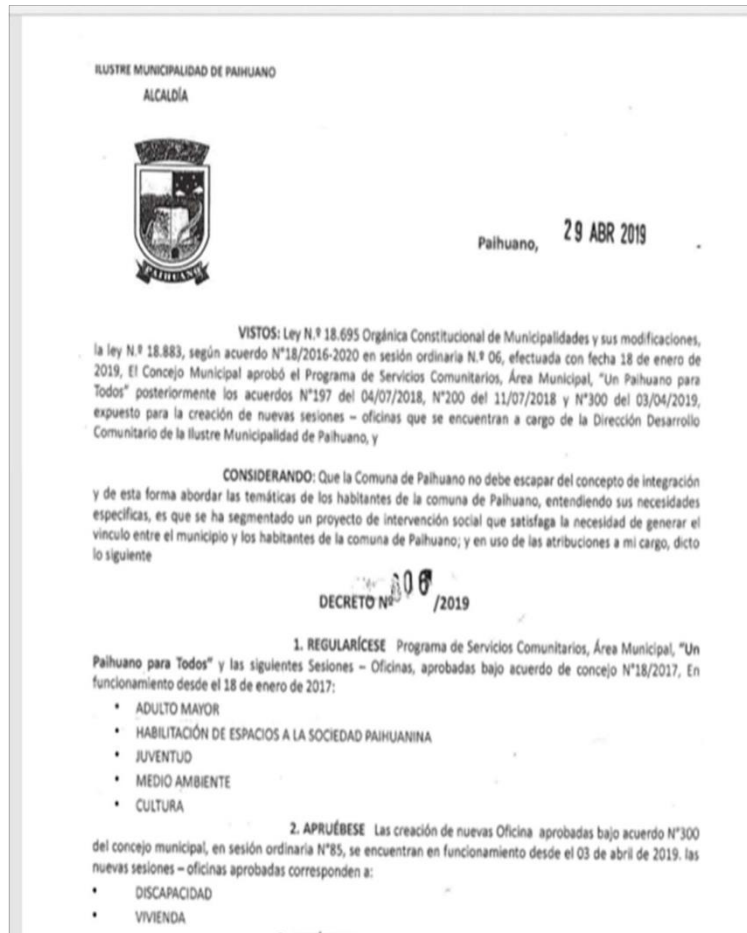 ILUSTRE MUNICIPALIDAD DE PAIHUANO
ALCALDÍA
PAIHUANO
Paihuano, 29 ABR 2019
VISTOS: Ley N.º 18.695 Orgánica Constitucional de Municipalidades y sus modificaciones,
la ley N.º 18.883, según acuerdo N°18/2016-2020 en sesión ordinaria N.º 06, efectuada con fecha 18 de enero de
2019, El Concejo Municipal aprobó el Programa de Servicios Comunitarios, Área Municipal, "Un Paihuano para
Todos" posteriormente los acuerdos N°197 del 04/07/2018, N°200 del 11/07/2018 y N°300 del 03/04/2019,
expuesto para la creación de nuevas sesiones – oficinas que se encuentran a cargo de la Dirección Desarrollo
Comunitario de la Ilustre Municipalidad de Paihuano, y
CONSIDERANDO: Que la Comuna de Paihuano no debe escapar del concepto de integración
y de esta forma abordar las temáticas de los habitantes de la comuna de Paihuano, entendiendo sus necesidades
específicas, es que se ha segmentado un proyecto de intervención social que satisfaga la necesidad de generar el
vinculo entre el municipio y los habitantes de la comuna de Paihuano; y en uso de las atribuciones a mi cargo, dicto
lo siguiente
DECRETO Nº /2019
1. REGULARÍCESE Programa de Servicios Comunitarios, Área Municipal, "Un
Paihuano para Todos" y las siguientes Sesiones – Oficinas, aprobadas bajo acuerdo de concejo N°18/2017, En
funcionamiento desde el 18 de enero de 2017:
• ADULTO MAYOR
• HABILITACIÓN DE ESPACIOS A LA SOCIEDAD PAIHUANINA
• JUVENTUD
• MEDIO AMBIENTE
• CULTURA
2. APRUÉBESE Las creación de nuevas Oficina aprobadas bajo acuerdo N°300
del concejo municipal, en sesión ordinaria N°85, se encuentran en funcionamiento desde el 03 de abril de 2019. las
nuevas sesiones – oficinas aprobadas corresponden a:
• DISCAPACIDAD
• VIVIENDA